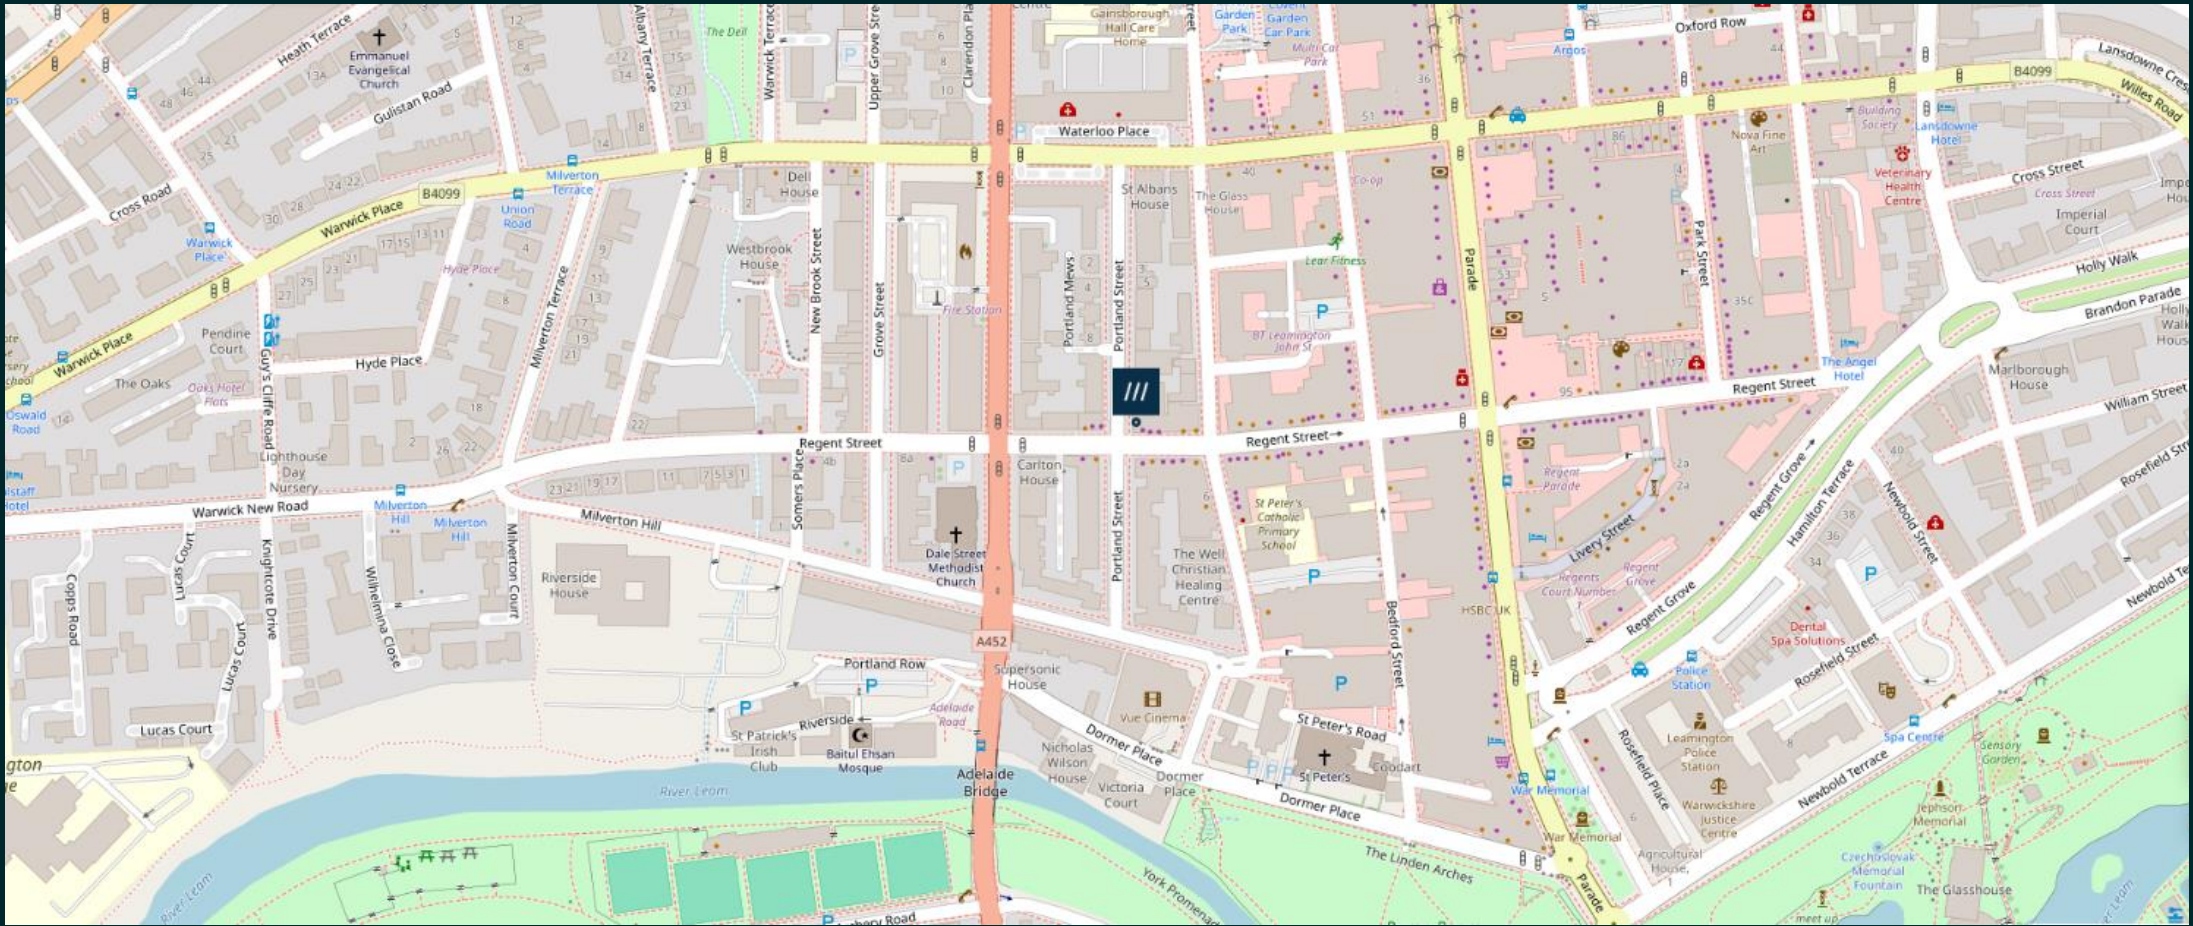 Heath Terrace
Emmanuel
Evangelical
Church
Gulistan Road
Albany Terrace
The Dell
Warwick Terrace
Upper Grove Stre
Clarendon Pla
Gainsborough
Hall Care
Home
Garden
Park
Covent
Garden
Car Park
Multi Car
Park
Argos
Oxford Row
B4099
Lansdowne Cres
Willes Road
Waterloo Place
Building
Society
Lansdowne
Hotel
Nova Fine
Art
Veterinary
Health
Centre
Cross Street
Cross Street
Imperial
Court
Holly Walk
Brandon Parade
Cross Road
Warwick
Place
Warwick Place
B4099
Milverton
Terrace
Union
Road
Dell
House
St Albans
House
The Glass
House
Co-op
Westbrook
House
New Brook Street
Grove Street
Fire Station
Portland Mews
Portland Street
Lear Fitness
BT Leamington
John St
Parade
Park Street
Hyde Place
Milverton Terrace
Pendine
Court
Warwick Place
The Oaks
Oaks Hotel
Flats
Hyde Place
Guy's Cliffe Road
Oswald
Road
The Angel
Hotel
Marlborough
House
William Street
Regent Street
Regent Street
Regent Street
///
Lighthouse
Day
Nursery
Milverton
Hill
Milverton
Hill
Warwick New Road
Milverton Hill
Somers Place
Carlton
House
Dale Street
Methodist
Church
Portland Street
The Well
Christian
Healing
Centre
St Peter's
Catholic
Primary
School
Regent
Parade
Livery Street
Regents
Court Number
1
Regent
Grove
Regent Grove
Regent Grove
Hamilton Terrace
Newbold Street
Rosefield Str
Newbold Te
HSBC UK
Bedford Street
Copps Road
Lucas Court
Knightcote Drive
Wilhelmina Close
Milverton Court
Riverside
House
Lucas Court
Lucas Court
A452
Portland Row
Supersonic
House
Riverside
Adelaide
Road
St Patrick's
Irish
Club
Baitul Ehsan
Mosque
Vue Cinema
Nicholas
Wilson
House
Victoria
Court
Dormer Place
Dormer
Place
St Peter's Road
St Peter's
Coodart
Dormer Place
Dental
Spa Solutions
Police
Station
Rosefield Street
Rosefield Place
Leamington
Police
Station
Warwickshire
Justice
Centre
Spa Centre
Sensory
Garden
Newbold Terrace
Jephson
Memorial
War Memorial
War Memorial
Agricultural
House,
1
Czechoslovak
Memorial
Fountain
The Glasshouse
meet up
River Leam
River Leam
Adelaide
Bridge
The Linden Arches
York Promenad
Parade